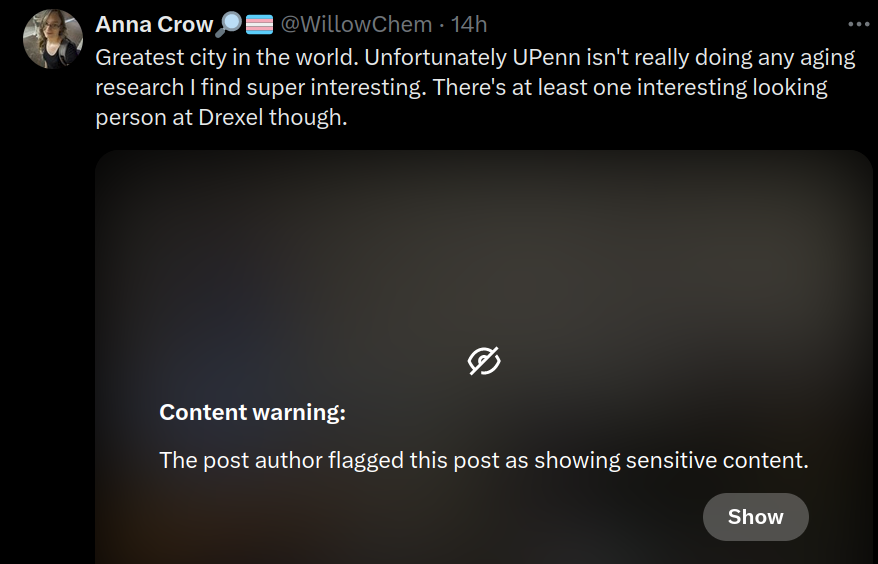 Anna Crow🔎🏳️‍⚧️ @WillowChem · 14h
Greatest city in the world. Unfortunately UPenn isn't really doing any aging
research I find super interesting. There's at least one interesting looking
person at Drexel though.
Content warning:
The post author flagged this post as showing sensitive content.
Show